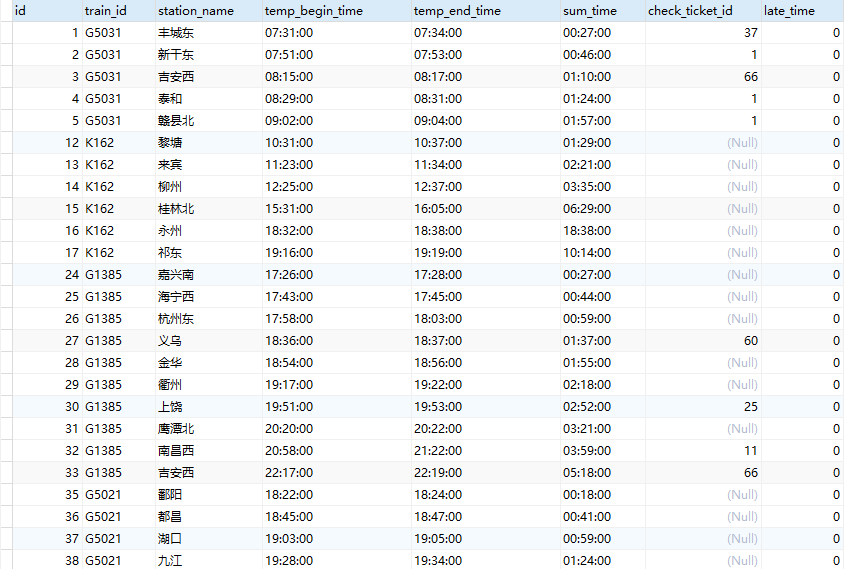 id train_id station_name temp_begin_time temp_end_time sum_time check_ticket_id late_time
1 G5031 丰城东 07:31:00 07:34:00 00:27:00 37 0
2 G5031 新干东 07:51:00 07:53:00 00:46:00 1 0
3 G5031 吉安西 08:15:00 08:17:00 01:10:00 66 0
4 G5031 泰和 08:29:00 08:31:00 01:24:00 1 0
5 G5031 赣县北 09:02:00 09:04:00 01:57:00 1 0
12 K162 黎塘 10:31:00 10:37:00 01:29:00 (Null) 0
13 K162 来宾 11:23:00 11:34:00 02:21:00 (Null) 0
14 K162 柳州 12:25:00 12:37:00 03:35:00 (Null) 0
15 K162 桂林北 15:31:00 16:05:00 06:29:00 (Null) 0
16 K162 永州 18:32:00 18:38:00 18:38:00 (Null) 0
17 K162 祁东 19:16:00 19:19:00 10:14:00 (Null) 0
24 G1385 嘉兴南 17:26:00 17:28:00 00:27:00 (Null) 0
25 G1385 海宁西 17:43:00 17:45:00 00:44:00 (Null) 0
26 G1385 杭州东 17:58:00 18:03:00 00:59:00 (Null) 0
27 G1385 义乌 18:36:00 18:37:00 01:37:00 60 0
28 G1385 金华 18:54:00 18:56:00 01:55:00 (Null) 0
29 G1385 衢州 19:17:00 19:22:00 02:18:00 (Null) 0
30 G1385 上饶 19:51:00 19:53:00 02:52:00 25 0
31 G1385 鹰潭北 20:20:00 20:22:00 03:21:00 (Null) 0
32 G1385 南昌西 20:58:00 21:22:00 03:59:00 11 0
33 G1385 吉安西 22:17:00 22:19:00 05:18:00 66 0
35 G5021 鄱阳 18:22:00 18:24:00 00:18:00 (Null) 0
36 G5021 都昌 18:45:00 18:47:00 00:41:00 (Null) 0
37 G5021 湖口 19:03:00 19:05:00 00:59:00 (Null) 0
38 G5021 九江 19:28:00 19:34:00 01:24:00 (Null) 0